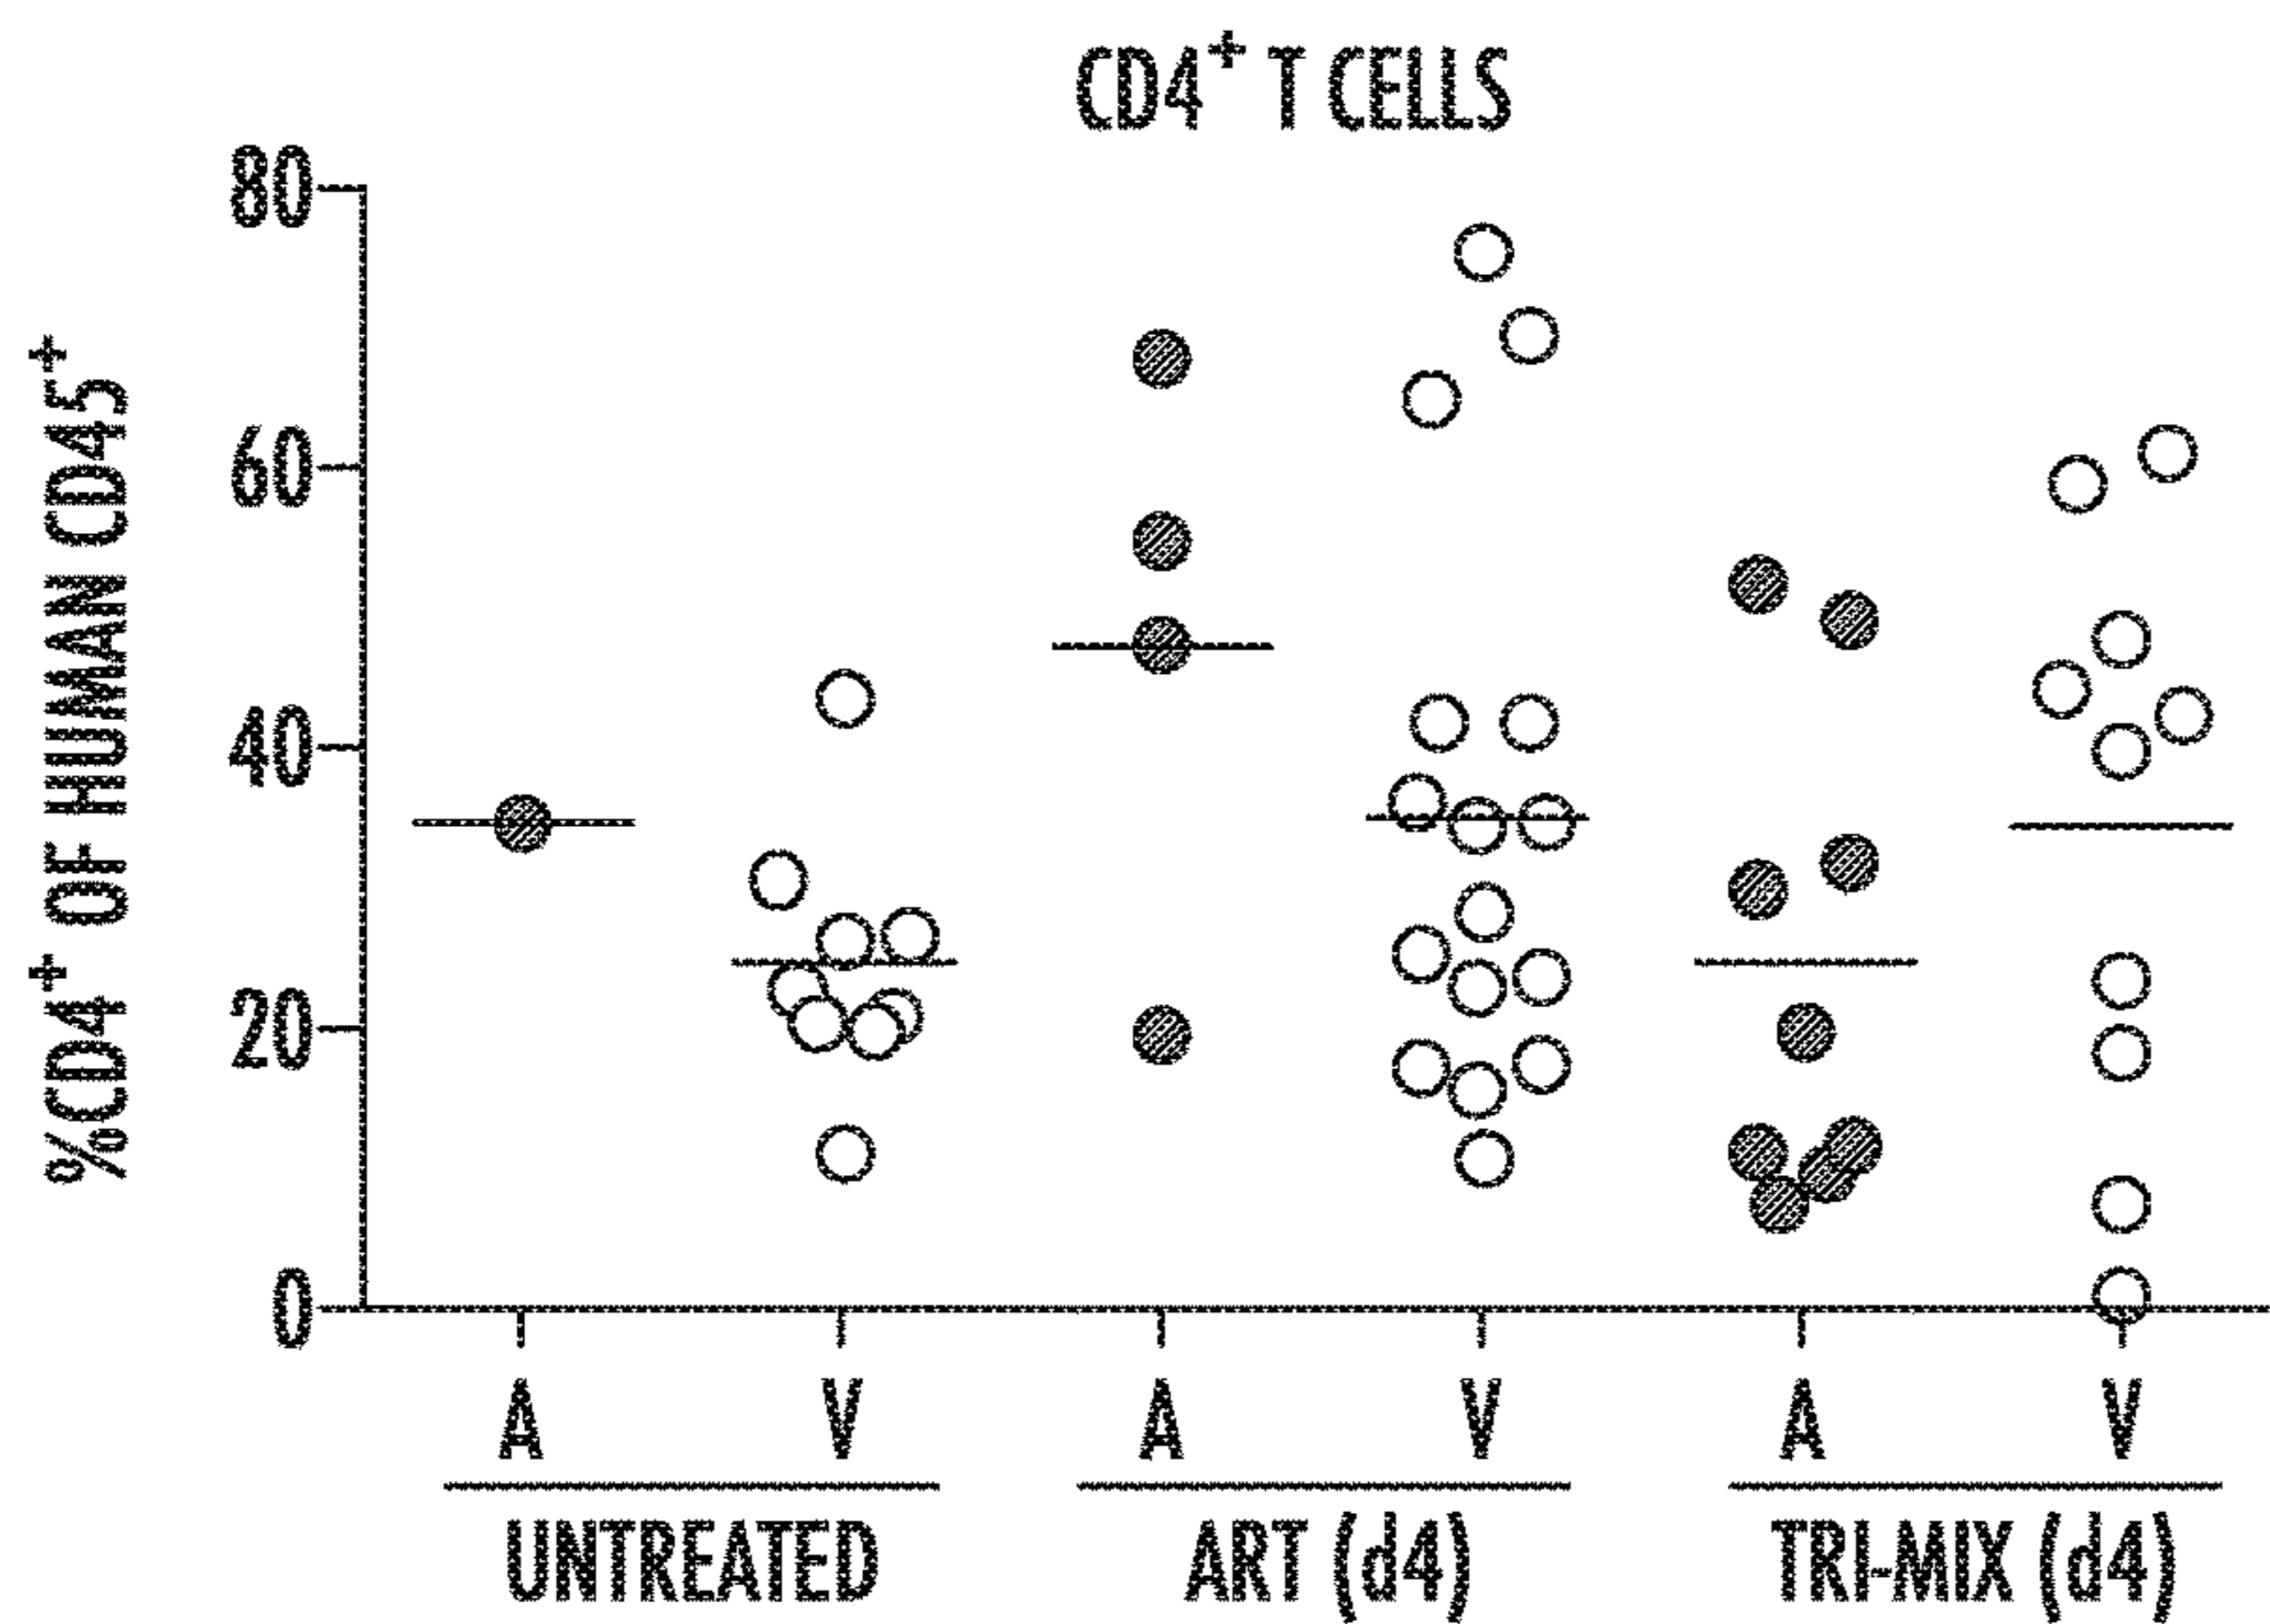 CD4⁺ T CELLS
%CD4⁺ OF HUMAN CD45⁺
80
60
40
20
0
A V A V A V
UNTREATED ART (d4) TRI-MIX (d4)